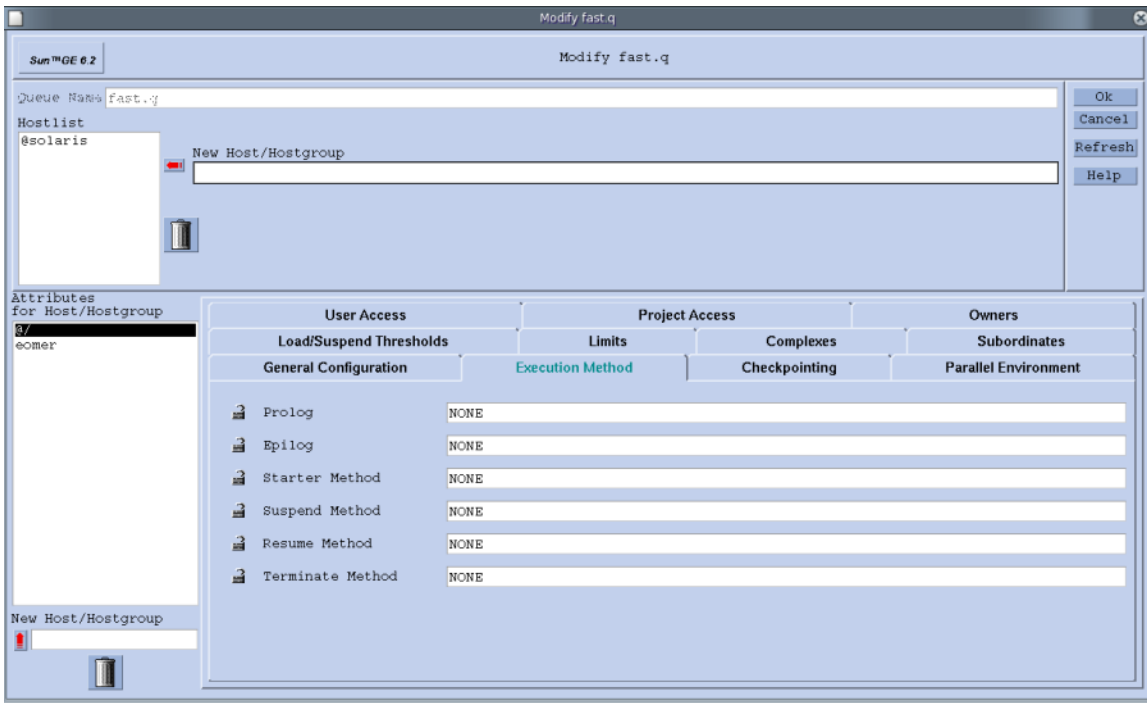 Modify fast.q
Sun™GE 6.2
Modify fast.q
Queue Name fast.q
Hostlist
@solaris
New Host/Hostgroup
Ok
Cancel
Refresh
Help
Attributes
for Host/Hostgroup
@/
eomer
New Host/Hostgroup
User Access Project Access Owners
Load/Suspend Thresholds Limits Complexes Subordinates
General Configuration Execution Method Checkpointing Parallel Environment
Prolog NONE
Epilog NONE
Starter Method NONE
Suspend Method NONE
Resume Method NONE
Terminate Method NONE